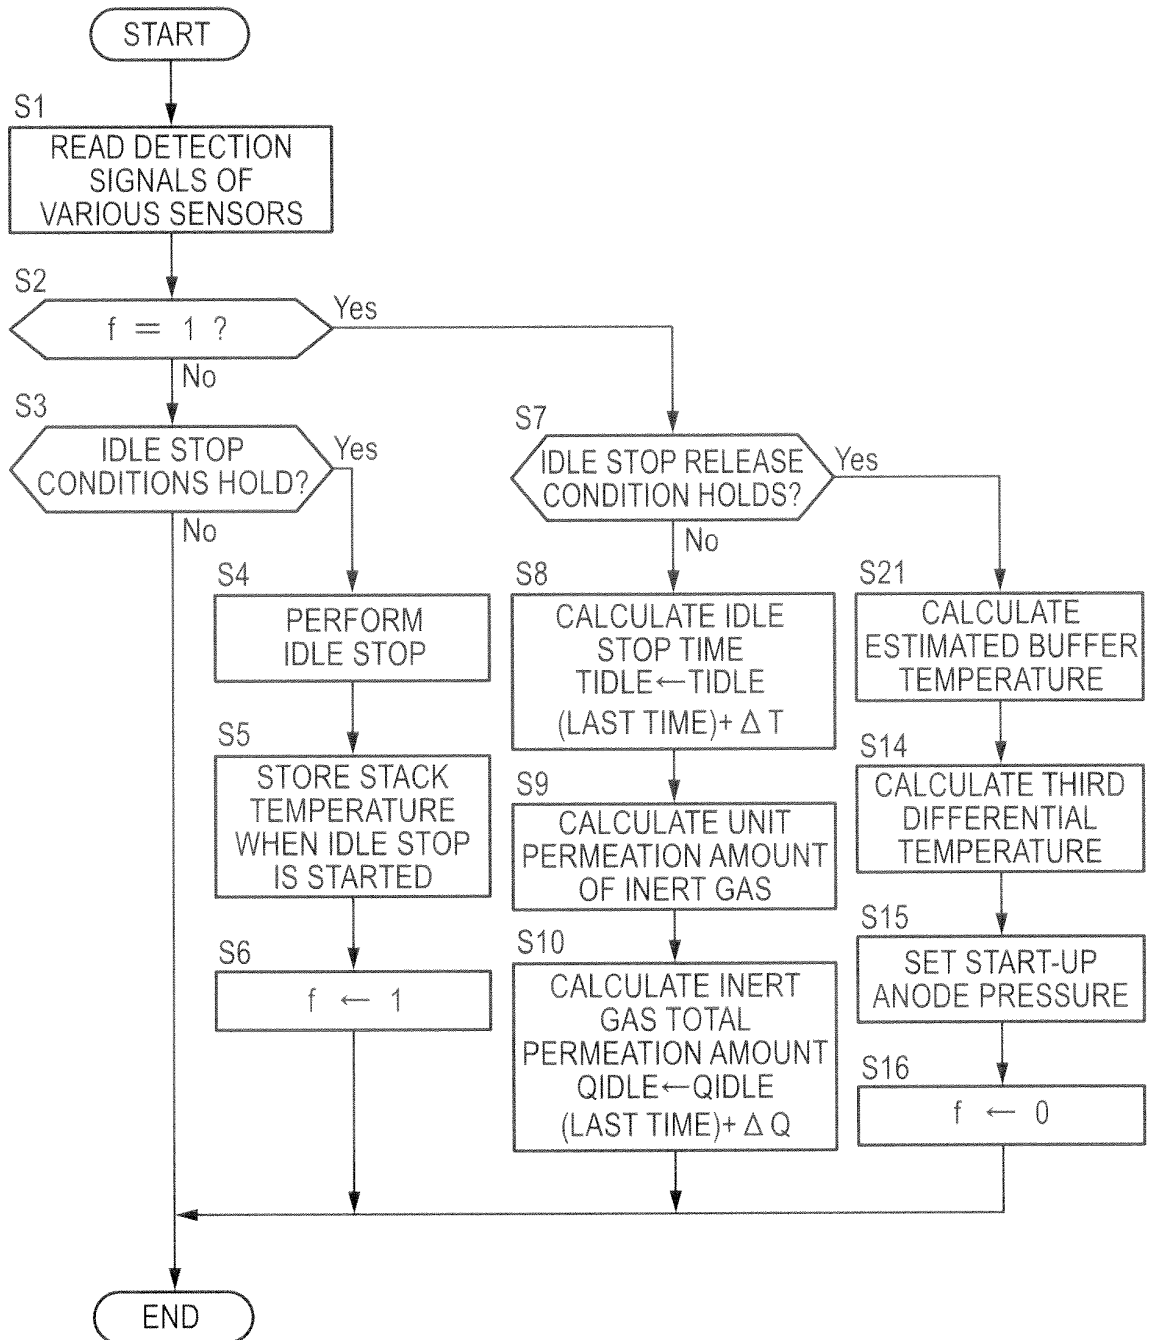 START
S1
READ DETECTION
SIGNALS OF
VARIOUS SENSORS
S2
f = 1 ?
Yes
No
S3
IDLE STOP
CONDITIONS HOLD?
Yes
No
S4
PERFORM
IDLE STOP
S5
STORE STACK
TEMPERATURE
WHEN IDLE STOP
IS STARTED
S6
f ← 1
S7
IDLE STOP RELEASE
CONDITION HOLDS?
Yes
No
S8
CALCULATE IDLE
STOP TIME
TIDLE←TIDLE
(LAST TIME)+ Δ T
S9
CALCULATE UNIT
PERMEATION AMOUNT
OF INERT GAS
S10
CALCULATE INERT
GAS TOTAL
PERMEATION AMOUNT
QIDLE←QIDLE
(LAST TIME)+ Δ Q
S21
CALCULATE
ESTIMATED BUFFER
TEMPERATURE
S14
CALCULATE THIRD
DIFFERENTIAL
TEMPERATURE
S15
SET START-UP
ANODE PRESSURE
S16
f ← 0
END